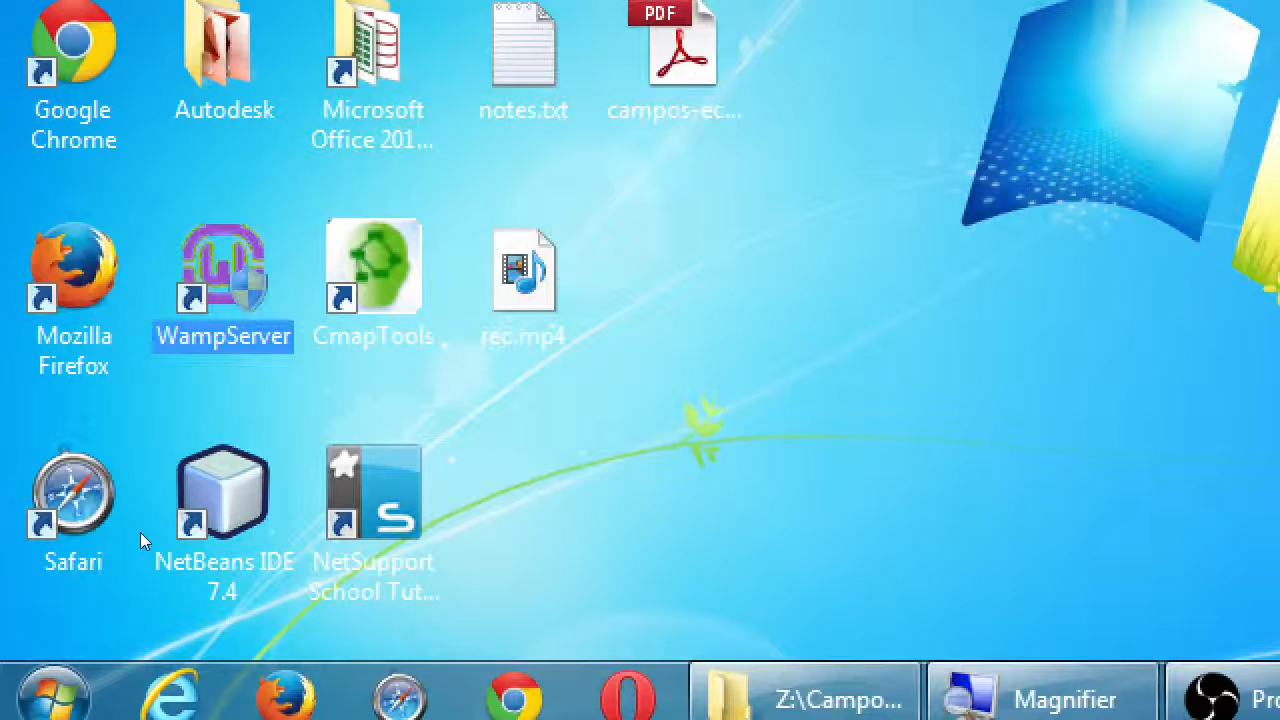 PDF
Google
Chrome
Autodesk
Microsoft
Office 201...
notes.txt
campos-ec...
Mozilla
Firefox
WampServer
CmapTools
rec.mp4
Safari
NetBeans IDE
7.4
NetSupport
School Tut...
Z:\Campo...
Magnifier
Pro